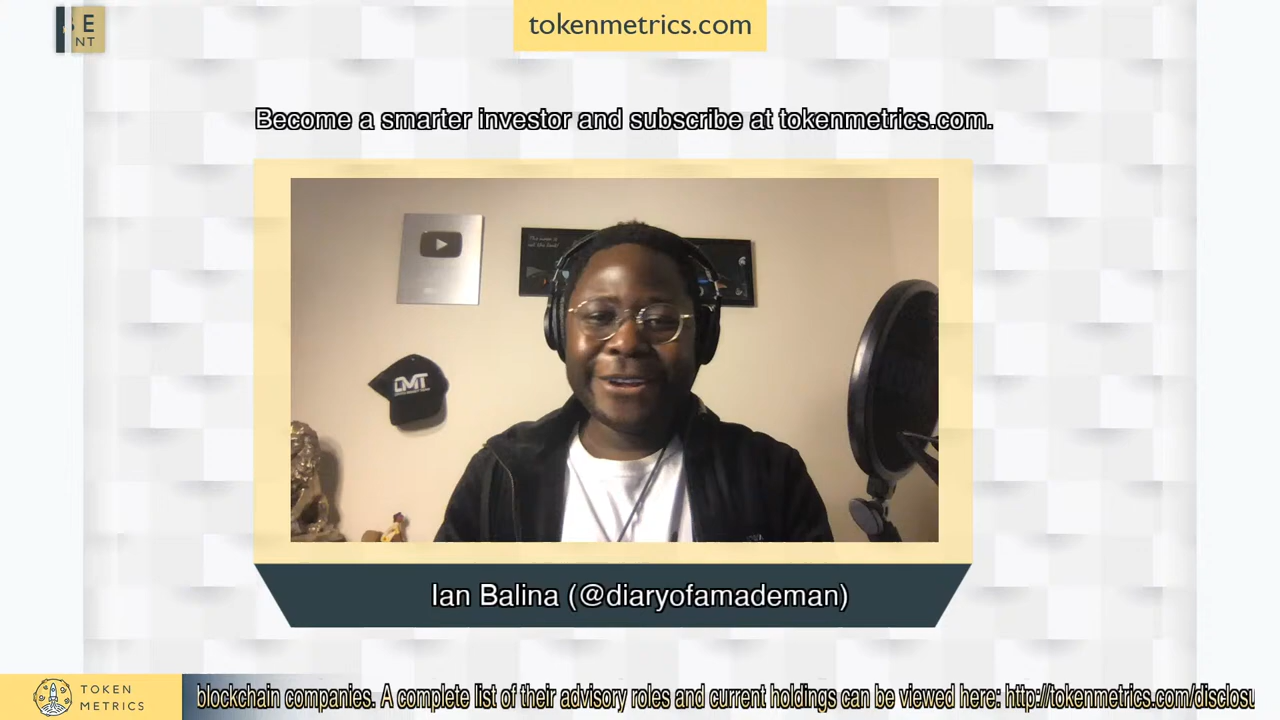 E
NT
tokenmetrics.com
Become a smarter investor and subscribe at tokenmetrics.com.
Ian Balina (@diaryofamademan)
TOKEN
METRICS
blockchain companies. A complete list of their advisory roles and current holdings can be viewed here: http://tokenmetrics.com/disclosu